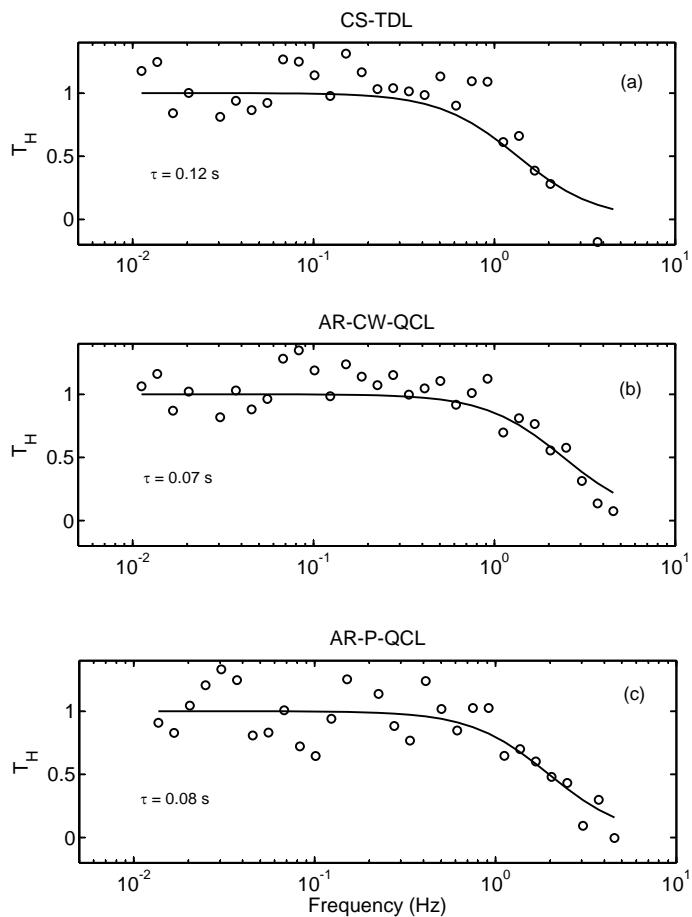 CS-TDL
(a)
1
0.5
0
T_H
τ = 0.12 s
10^-2
10^-1
10^0
10^1
AR-CW-QCL
(b)
1
0.5
0
T_H
τ = 0.07 s
10^-2
10^-1
10^0
10^1
AR-P-QCL
(c)
1
0.5
0
T_H
τ = 0.08 s
10^-2
10^-1
10^0
10^1
Frequency (Hz)